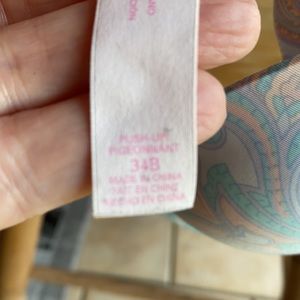 PUSH-UP
PIGEONNANT
34B
MADE IN CHINA
FAIT EN CHINE
HECHO EN CHINA